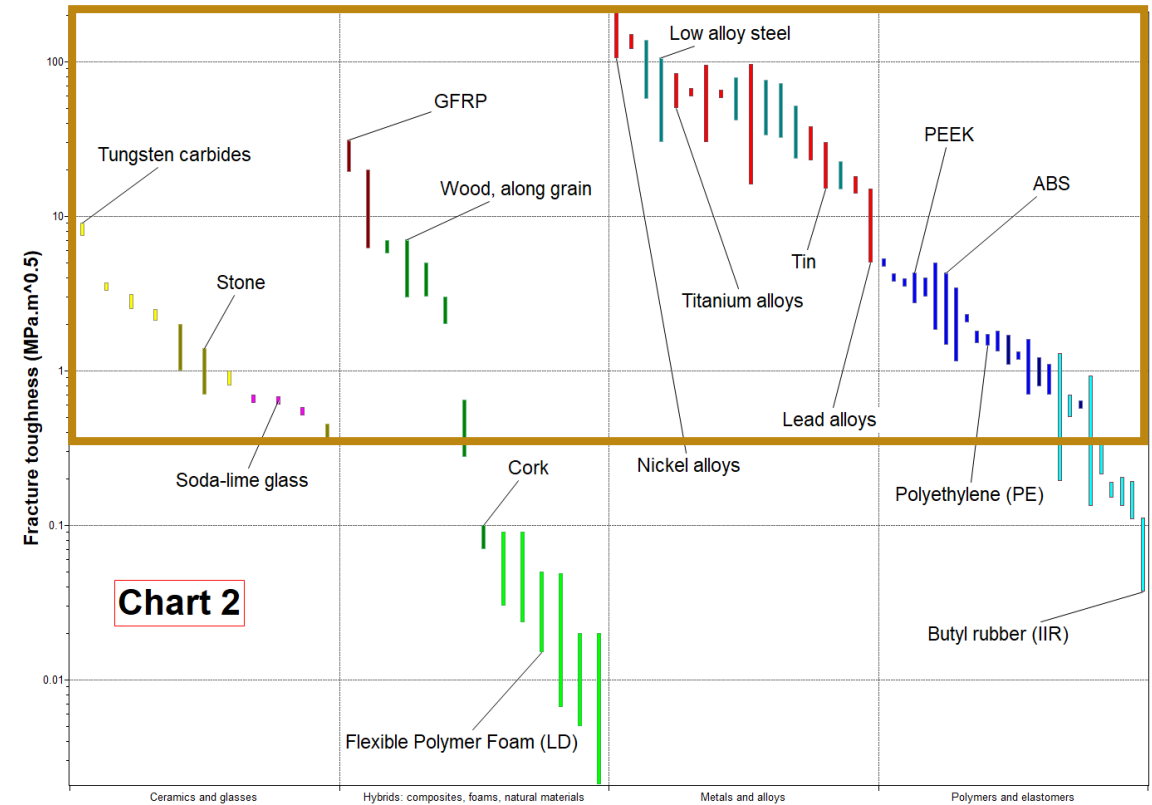 Low alloy steel
100
GFRP
Tungsten carbides
PEEK
Wood, along grain
ABS
10
Tin
Stone
Titanium alloys
1
Lead alloys
Nickel alloys
Soda-lime glass
Cork
Polyethylene (PE)
Fracture toughness (MPa.m^0.5)
0.1
Chart 2
Butyl rubber (IIR)
0.01
Flexible Polymer Foam (LD)
Ceramics and glasses
Hybrids: composites, foams, natural materials
Metals and alloys
Polymers and elastomers